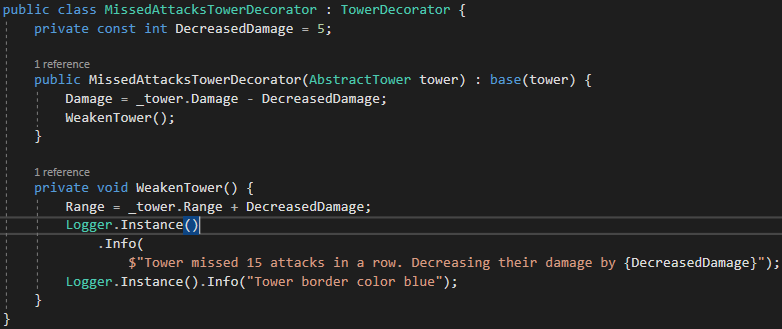 public class MissedAttacksTowerDecorator : TowerDecorator {
    private const int DecreasedDamage = 5;
    1 reference
    public MissedAttacksTowerDecorator(AbstractTower tower) : base(tower) {
        Damage = _tower.Damage - DecreasedDamage;
        WeakenTower();
    }
    1 reference
    private void WeakenTower() {
        Range = _tower.Range + DecreasedDamage;
        Logger.Instance()
            .Info(
                $"Tower missed 15 attacks in a row. Decreasing their damage by {DecreasedDamage}");
        Logger.Instance().Info("Tower border color blue");
    }
}